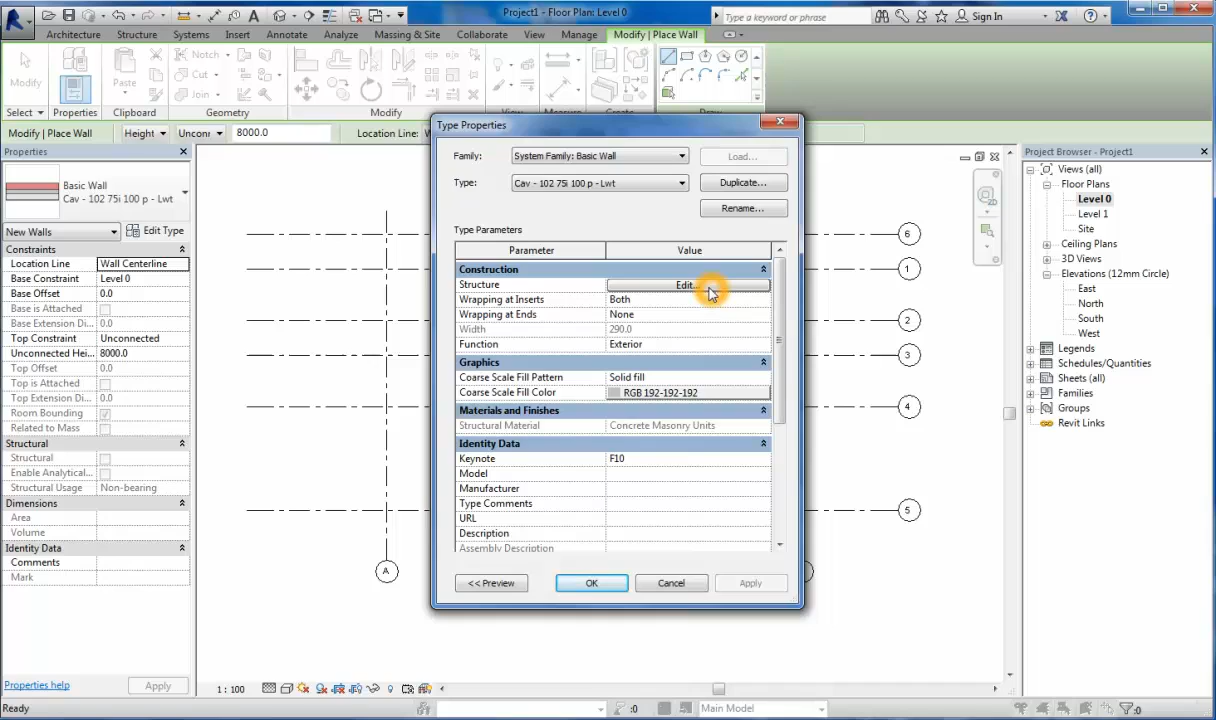 Project1 - Floor Plan: Level 0
Type a keyword or phrase
Sign In
Architecture Structure Systems Insert Annotate Analyze Massing & Site Collaborate View Manage Modify | Place Wall
Modify
Paste
Notch
Cut
Join
Select Properties Clipboard Geometry Modify View Measure Create Draw
Modify | Place Wall Height Unconr 8000.0 Location Line:
Properties
Basic Wall
Cav - 102 75i 100 p - Lwt
New Walls Edit Type
Constraints
Location Line Wall Centerline
Base Constraint Level 0
Base Offset 0.0
Base is Attached
Base Extension Di... 0.0
Top Constraint Unconnected
Unconnected Hei... 8000.0
Top Offset 0.0
Top is Attached
Top Extension Dis... 0.0
Room Bounding
Related to Mass
Structural
Structural
Enable Analytical...
Structural Usage Non-bearing
Dimensions
Area
Volume
Identity Data
Comments
Mark
Properties help Apply
6
1
2
3
4
5
A
Type Properties
Family: System Family: Basic Wall Load...
Type: Cav - 102 75i 100 p - Lwt Duplicate...
Rename...
Type Parameters
Parameter Value
Construction
Structure Edit...
Wrapping at Inserts Both
Wrapping at Ends None
Width 290.0
Function Exterior
Graphics
Coarse Scale Fill Pattern Solid fill
Coarse Scale Fill Color RGB 192-192-192
Materials and Finishes
Structural Material Concrete Masonry Units
Identity Data
Keynote F10
Model
Manufacturer
Type Comments
URL
Description
Assembly Description
<< Preview OK Cancel Apply
Project Browser - Project1
Views (all)
Floor Plans
Level 0
Level 1
Site
Ceiling Plans
3D Views
Elevations (12mm Circle)
East
North
South
West
Legends
Schedules/Quantities
Sheets (all)
Families
Groups
Revit Links
1 : 100
Ready :0 Main Model :0